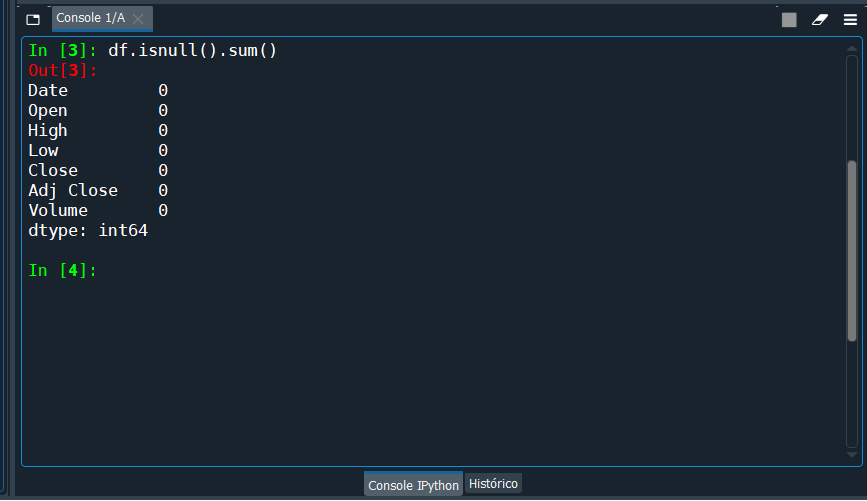 Console 1/A
In [3]: df.isnull().sum()
Out[3]:
Date 0
Open 0
High 0
Low 0
Close 0
Adj Close 0
Volume 0
dtype: int64
In [4]:
Console IPython Histórico